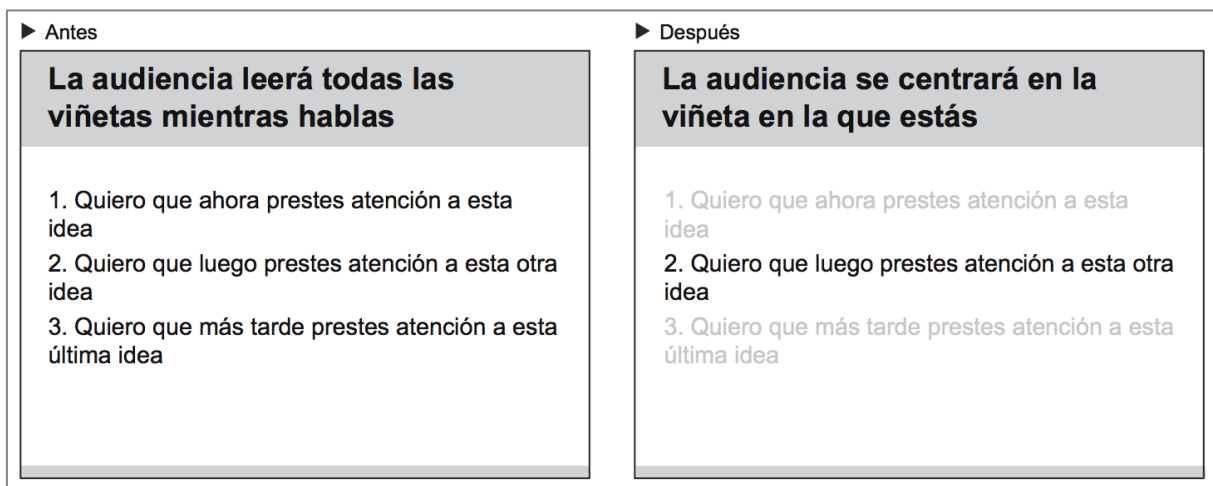 ▶ Antes
La audiencia leerá todas las
viñetas mientras hablas
1. Quiero que ahora prestes atención a esta
idea
2. Quiero que luego prestes atención a esta otra
idea
3. Quiero que más tarde prestes atención a esta
última idea
▶ Después
La audiencia se centrará en la
viñeta en la que estás
1. Quiero que ahora prestes atención a esta
idea
2. Quiero que luego prestes atención a esta otra
idea
3. Quiero que más tarde prestes atención a esta
última idea